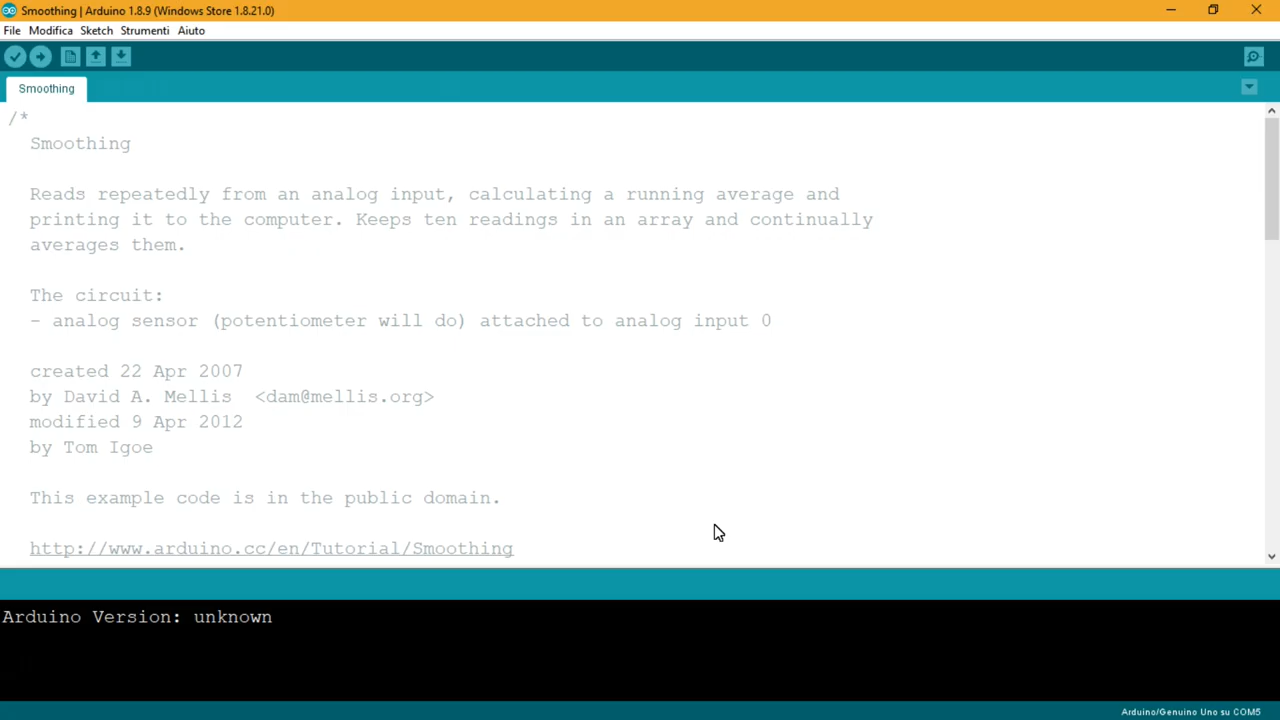 Smoothing | Arduino 1.8.9 (Windows Store 1.8.21.0)
File Modifica Sketch Strumenti Aiuto
Smoothing
/*
Smoothing
Reads repeatedly from an analog input, calculating a running average and
printing it to the computer. Keeps ten readings in an array and continually
averages them.
The circuit:
- analog sensor (potentiometer will do) attached to analog input 0
created 22 Apr 2007
by David A. Mellis  <dam@mellis.org>
modified 9 Apr 2012
by Tom Igoe
This example code is in the public domain.
http://www.arduino.cc/en/Tutorial/Smoothing
Arduino Version: unknown
Arduino/Genuino Uno su COM5